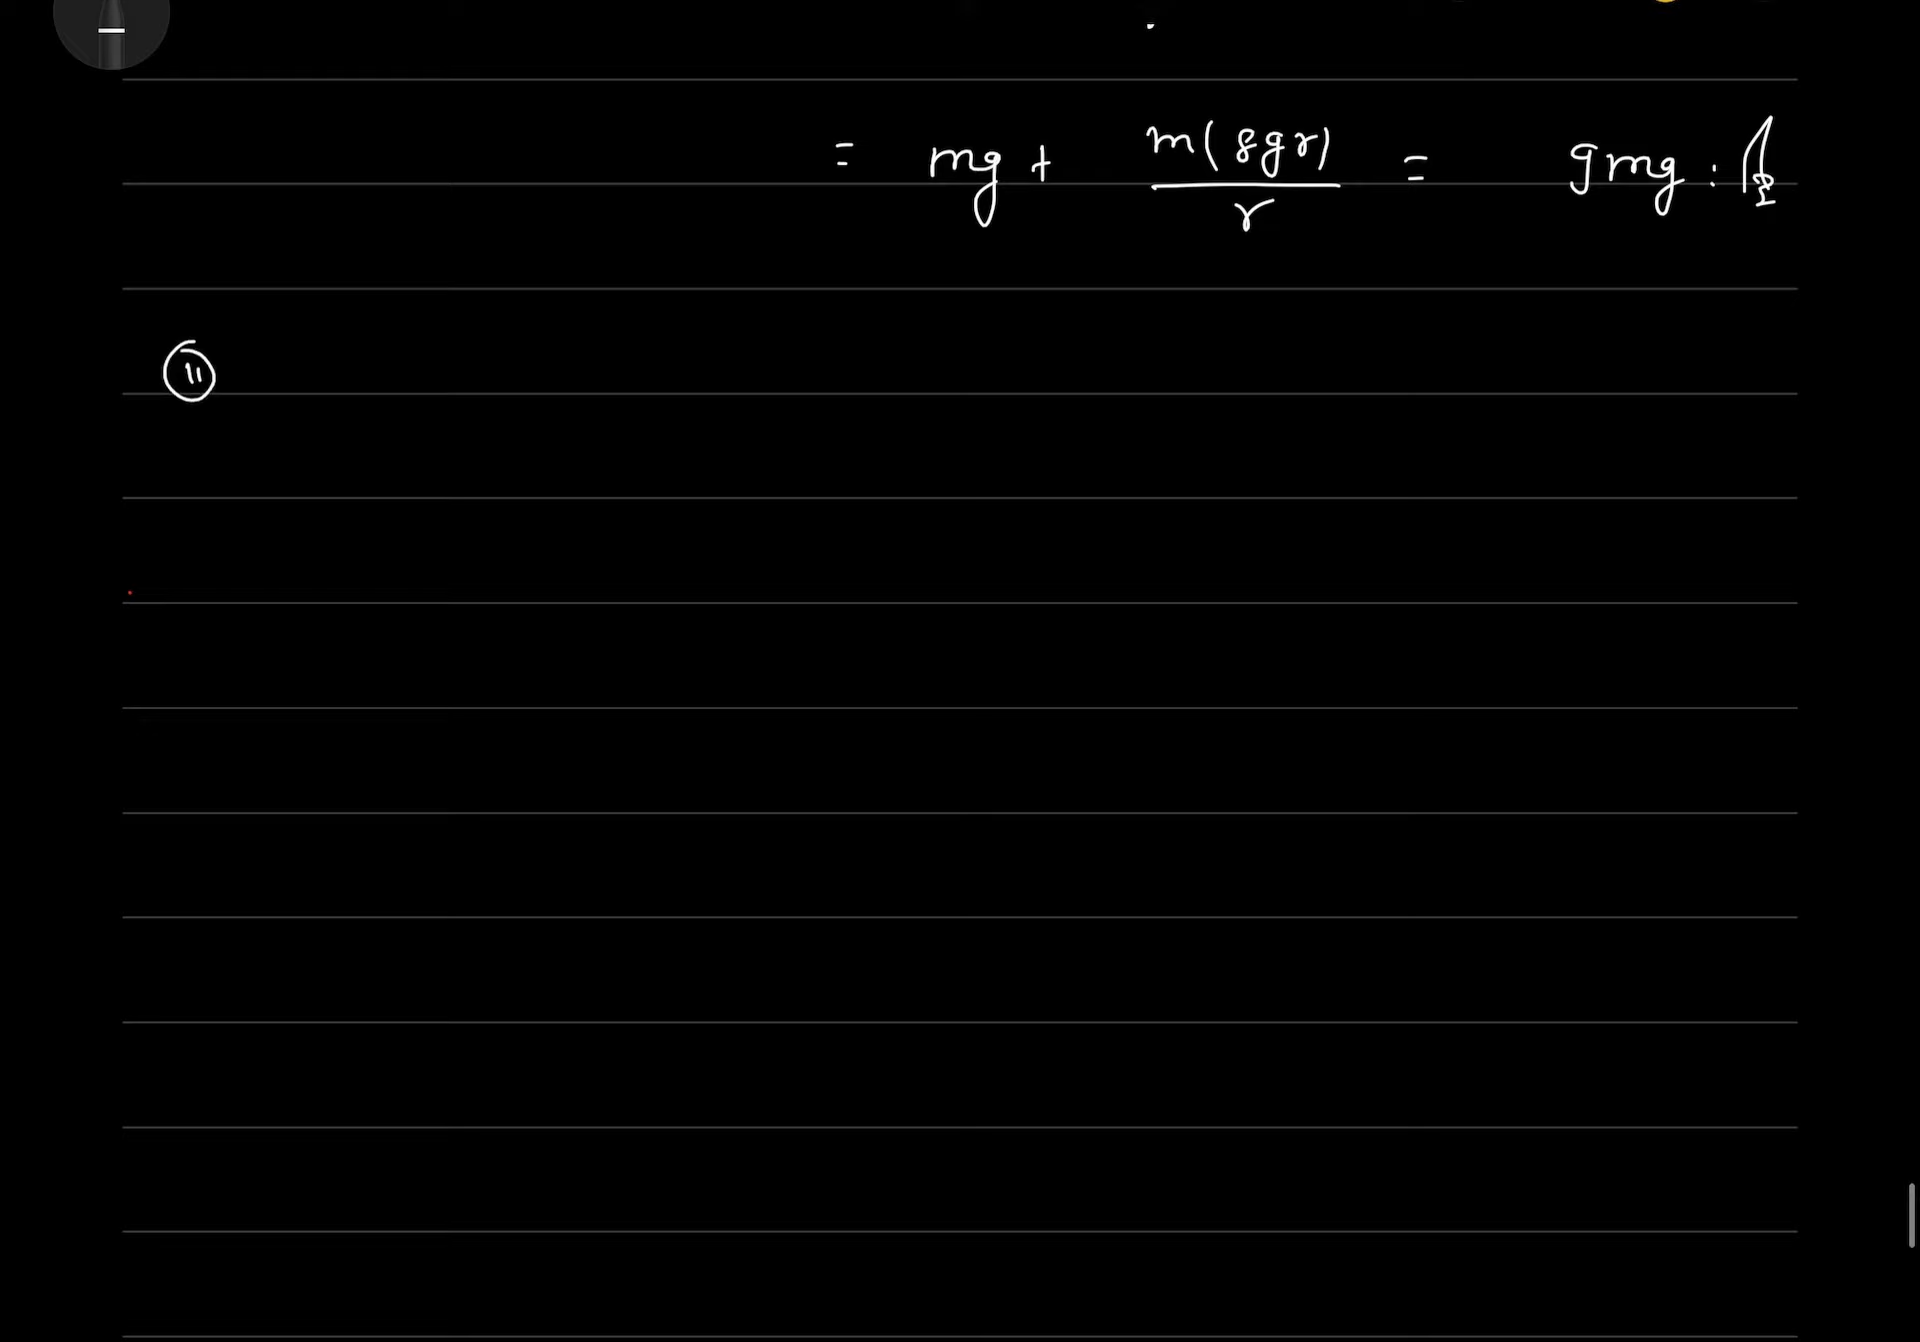 = mg + m(8gr)/r = 9mg :
11